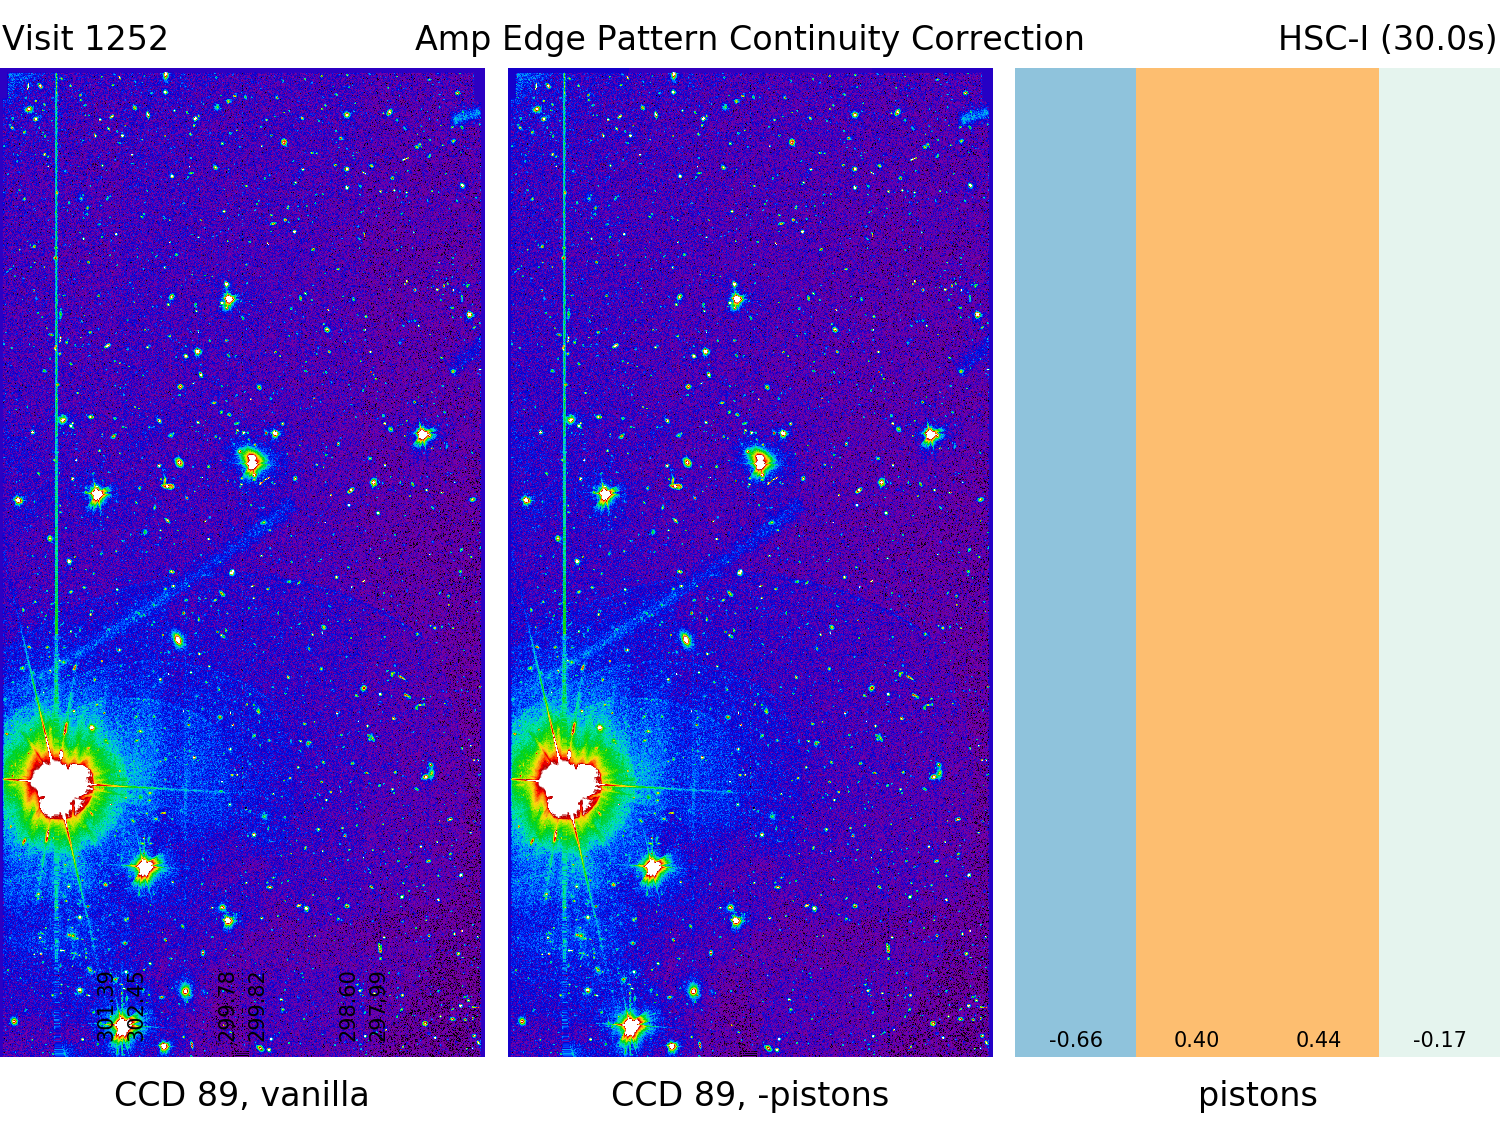 Visit 1252
Amp Edge Pattern Continuity Correction
HSC-I (30.0s)
301.39
302.45
299.78
299.82
298.60
297.99
-0.66
0.40
0.44
-0.17
CCD 89, vanilla
CCD 89, -pistons
pistons